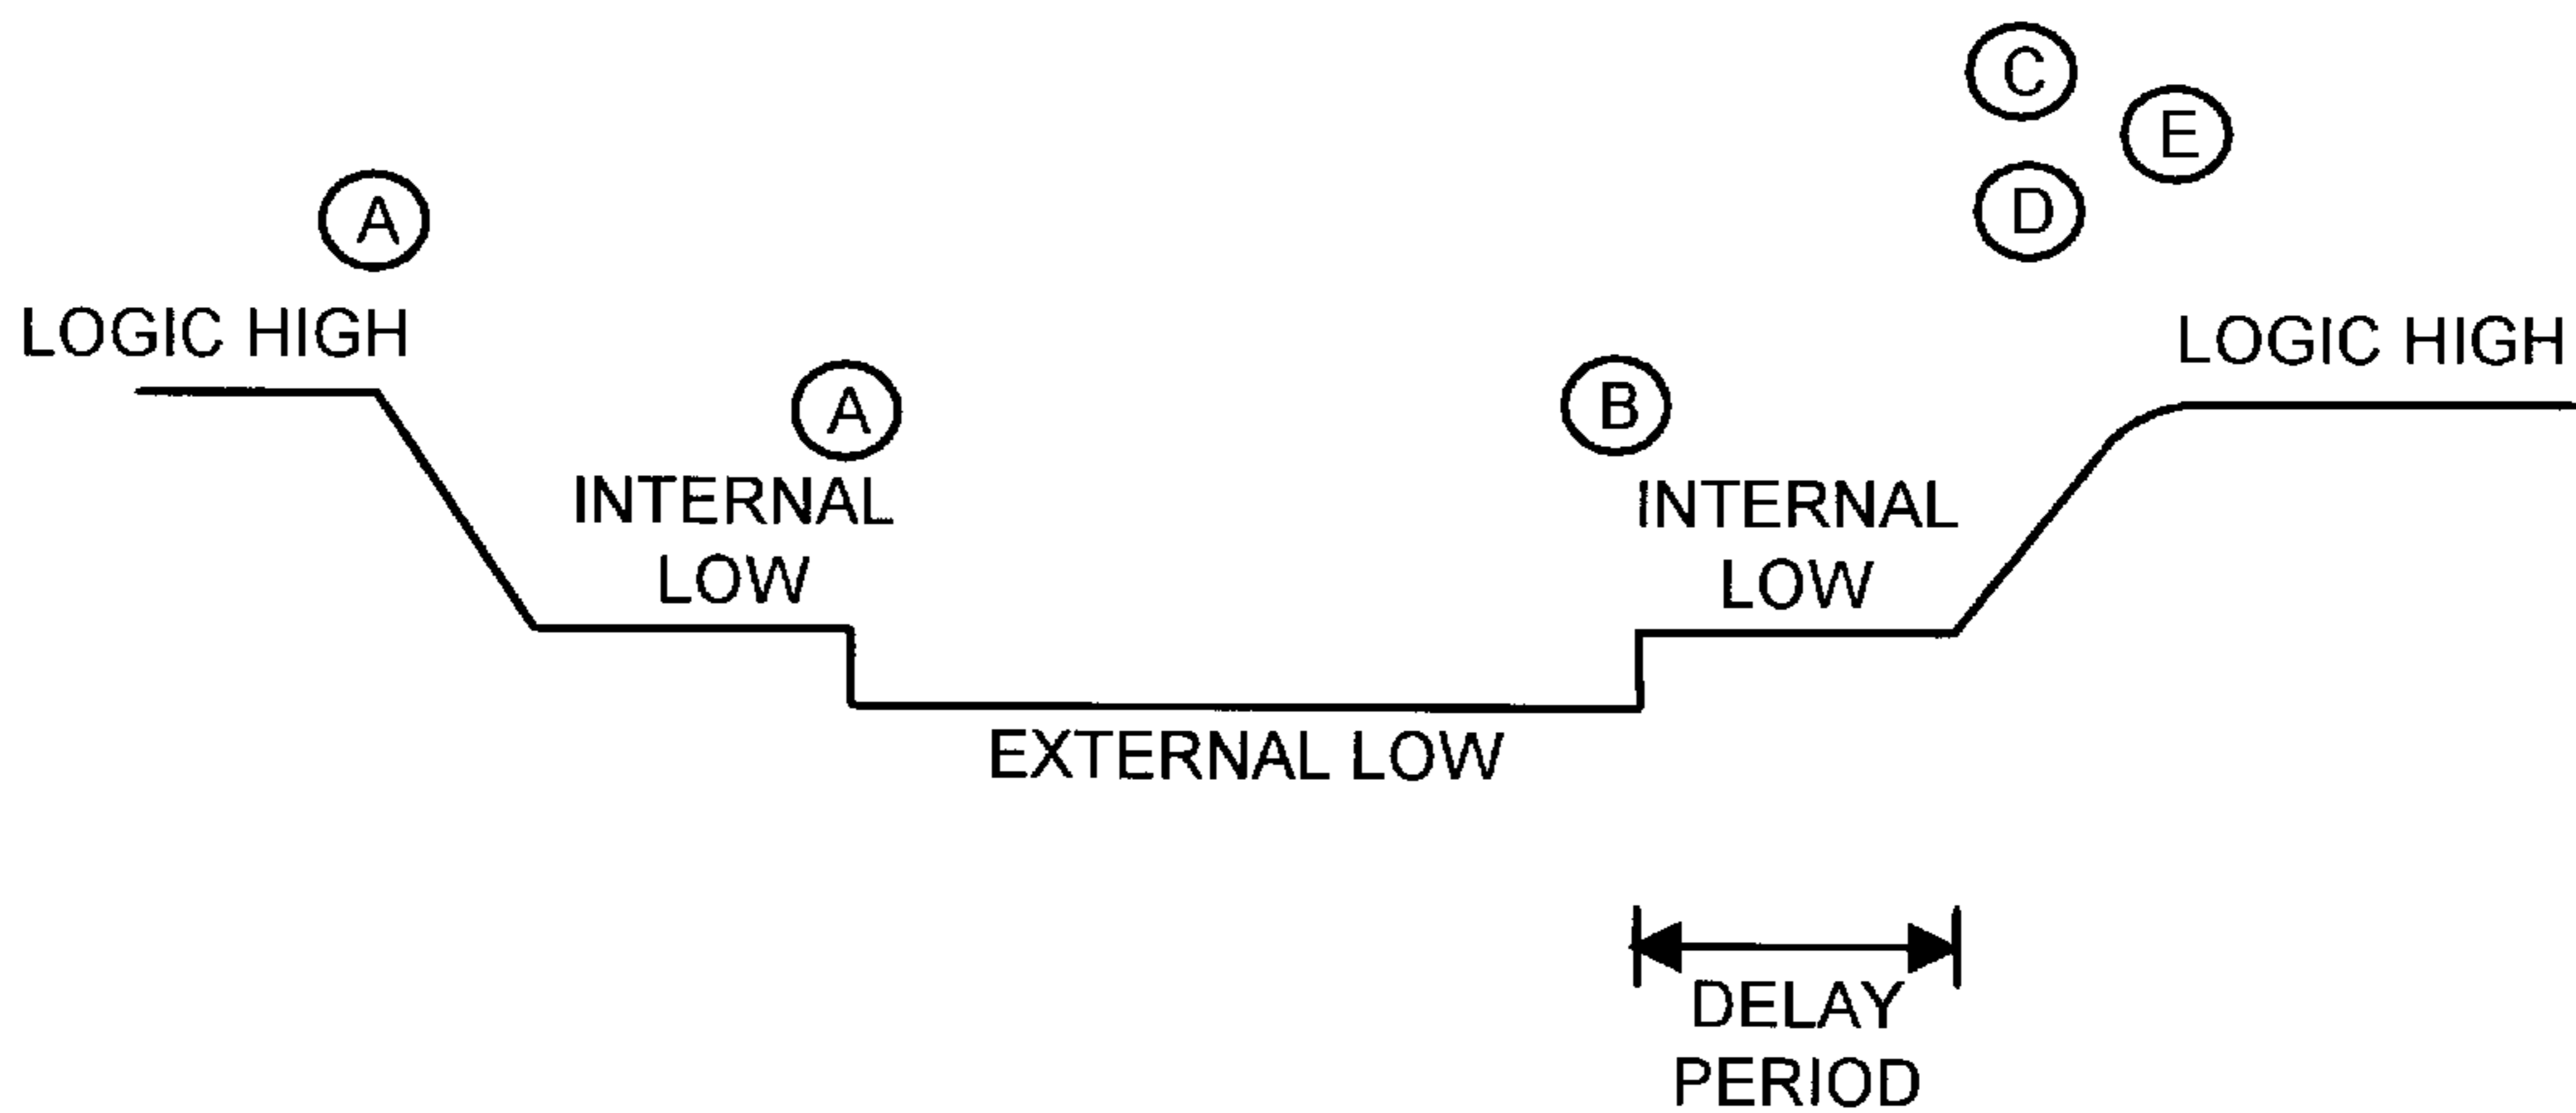 C
E
A
D
LOGIC HIGH
LOGIC HIGH
A
B
INTERNAL
LOW
INTERNAL
LOW
EXTERNAL LOW
DELAY
PERIOD